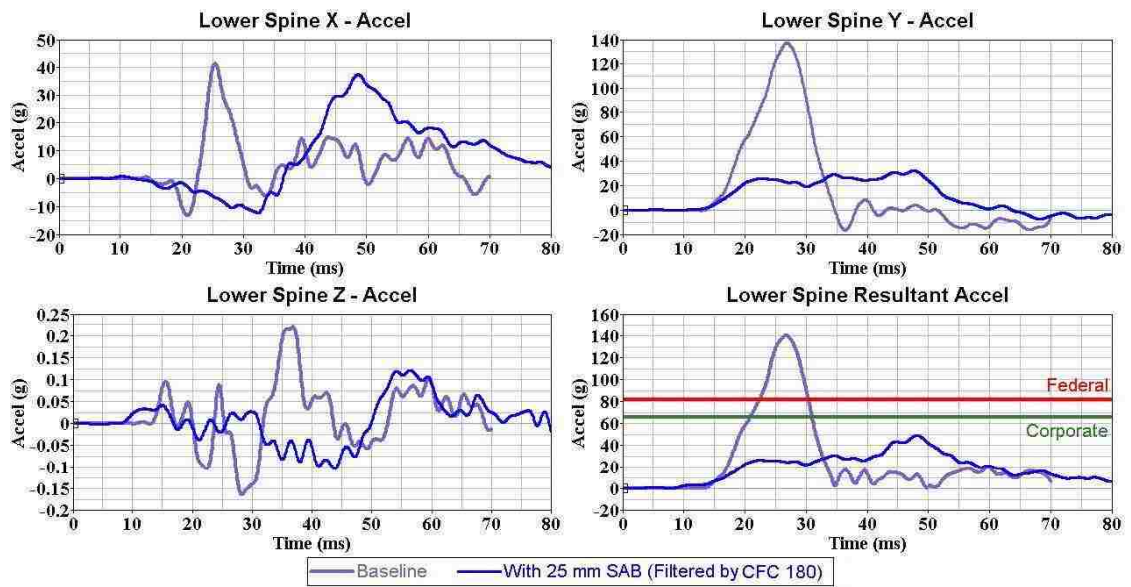 Lower Spine X - Accel
Accel (g)
50
40
30
20
10
0
-10
-20
0 10 20 30 40 50 60 70 80
Time (ms)
Lower Spine Y - Accel
Accel (g)
140
120
100
80
60
40
20
0
-20
0 10 20 30 40 50 60 70 80
Time (ms)
Lower Spine Z - Accel
Accel (g)
0.25
0.2
0.15
0.1
0.05
0
-0.05
-0.1
-0.15
-0.2
0 10 20 30 40 50 60 70 80
Time (ms)
Lower Spine Resultant Accel
Accel (g)
160
140
120
100
80
60
40
20
0
-20
Federal
Corporate
0 10 20 30 40 50 60 70 80
Time (ms)
Baseline With 25 mm SAB (Filtered by CFC 180)